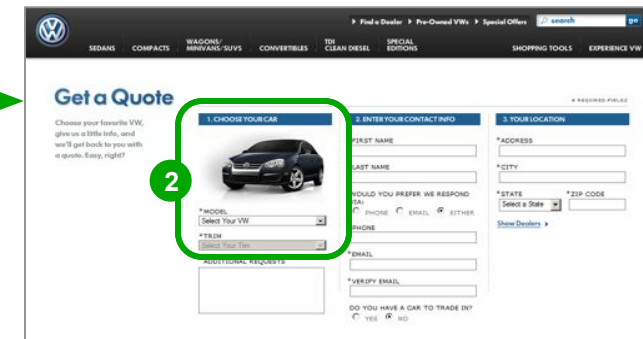 Find a Dealer
Pre-Owned VWs
Special Offers
search
go
SEDANS
COMPACTS
WAGONS/
MINIVANS/SUVS
CONVERTIBLES
TDI
CLEAN DIESEL
SPECIAL
EDITIONS
SHOPPING TOOLS
EXPERIENCE VW
Get a Quote
REQUIRED FIELDS
Choose your favorite VW,
give us a little info, and
we'll get back to you with
a quote. Easy, right?
1. CHOOSE YOUR CAR
2
*MODEL
Select Your VW
*TRIM
Select Your Trim
ADDITIONAL REQUESTS
2. ENTER YOUR CONTACT INFO
FIRST NAME
LAST NAME
WOULD YOU PREFER WE RESPOND
VIA:
PHONE EMAIL EITHER
PHONE
*EMAIL
*VERIFY EMAIL
DO YOU HAVE A CAR TO TRADE IN?
YES NO
3. YOUR LOCATION
*ADDRESS
*CITY
*STATE *ZIP CODE
Select a State
Show Dealers